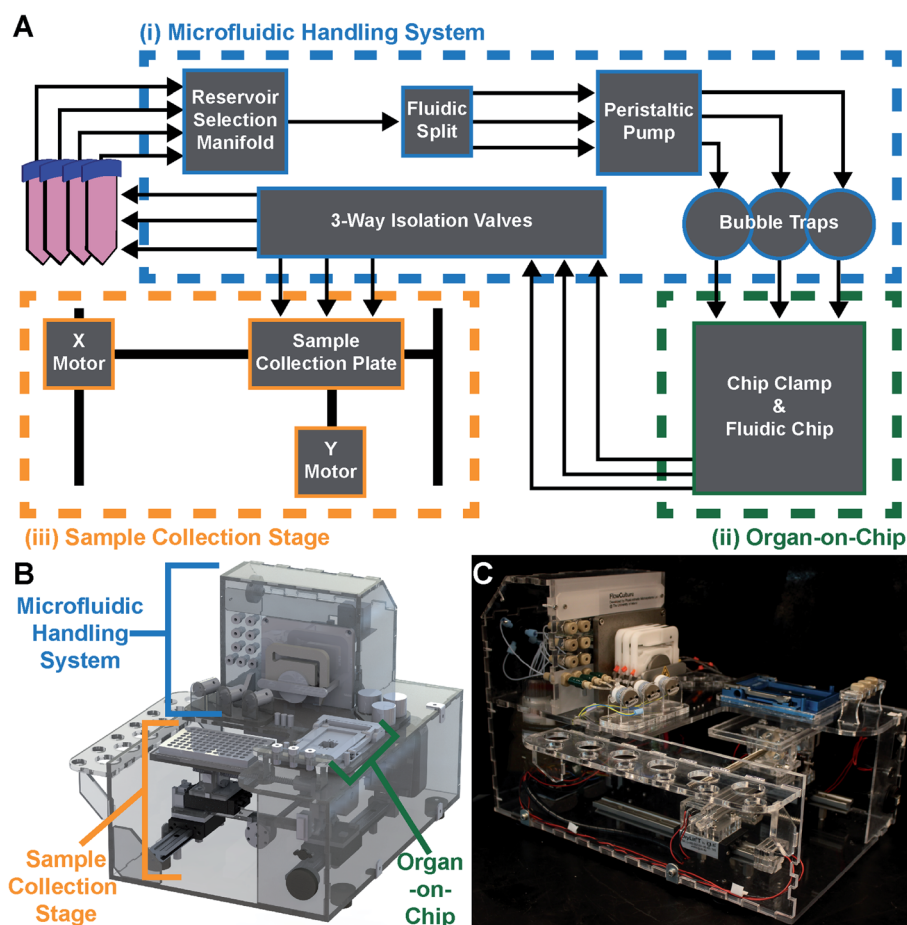 A
(i) Microfluidic Handling System
Reservoir
Selection
Manifold
Fluidic
Split
Peristaltic
Pump
3-Way Isolation Valves
Bubble Traps
X
Motor
Sample
Collection Plate
Y
Motor
Chip Clamp
&
Fluidic Chip
(iii) Sample Collection Stage
(ii) Organ-on-Chip
B
Microfluidic
Handling
System
Sample
Collection
Stage
Organ
-on-
Chip
C
FlowCulture